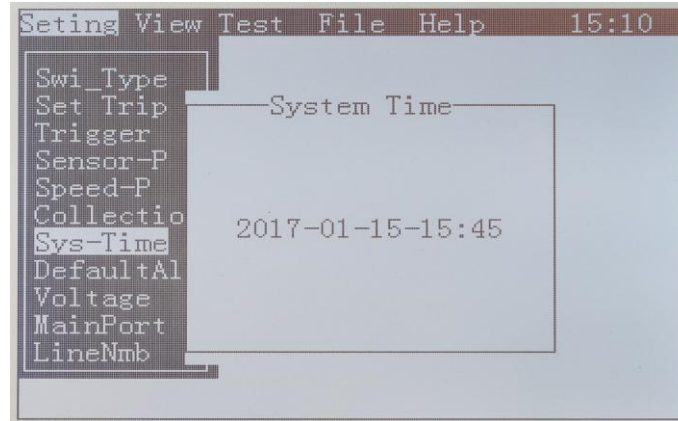 Seting View Test File Help 15:10
Swi_Type
Set Trip
Trigger
Sensor-P
Speed-P
Collectio
Sys-Time
DefaultAl
Voltage
MainPort
LineNmb
System Time
2017-01-15-15:45